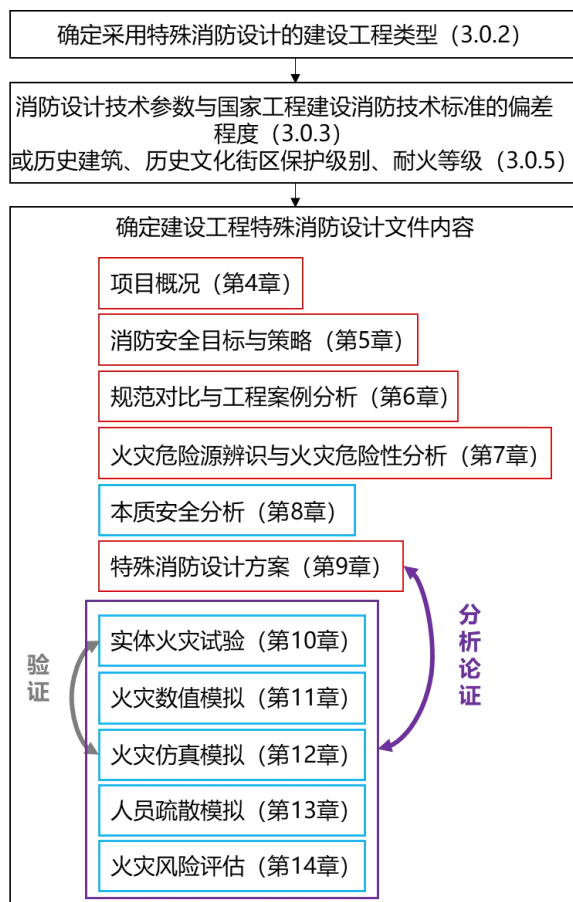 确定采用特殊消防设计的建设工程类型（3.0.2）
消防设计技术参数与国家工程建设消防技术标准的偏差
程度（3.0.3）
或历史建筑、历史文化街区保护级别、耐火等级（3.0.5）
确定建设工程特殊消防设计文件内容
项目概况（第4章）
消防安全目标与策略（第5章）
规范对比与工程案例分析（第6章）
火灾危险源辨识与火灾危险性分析（第7章）
本质安全分析（第8章）
特殊消防设计方案（第9章）
实体火灾试验（第10章）
火灾数值模拟（第11章）
火灾仿真模拟（第12章）
人员疏散模拟（第13章）
火灾风险评估（第14章）
验证
分析论证